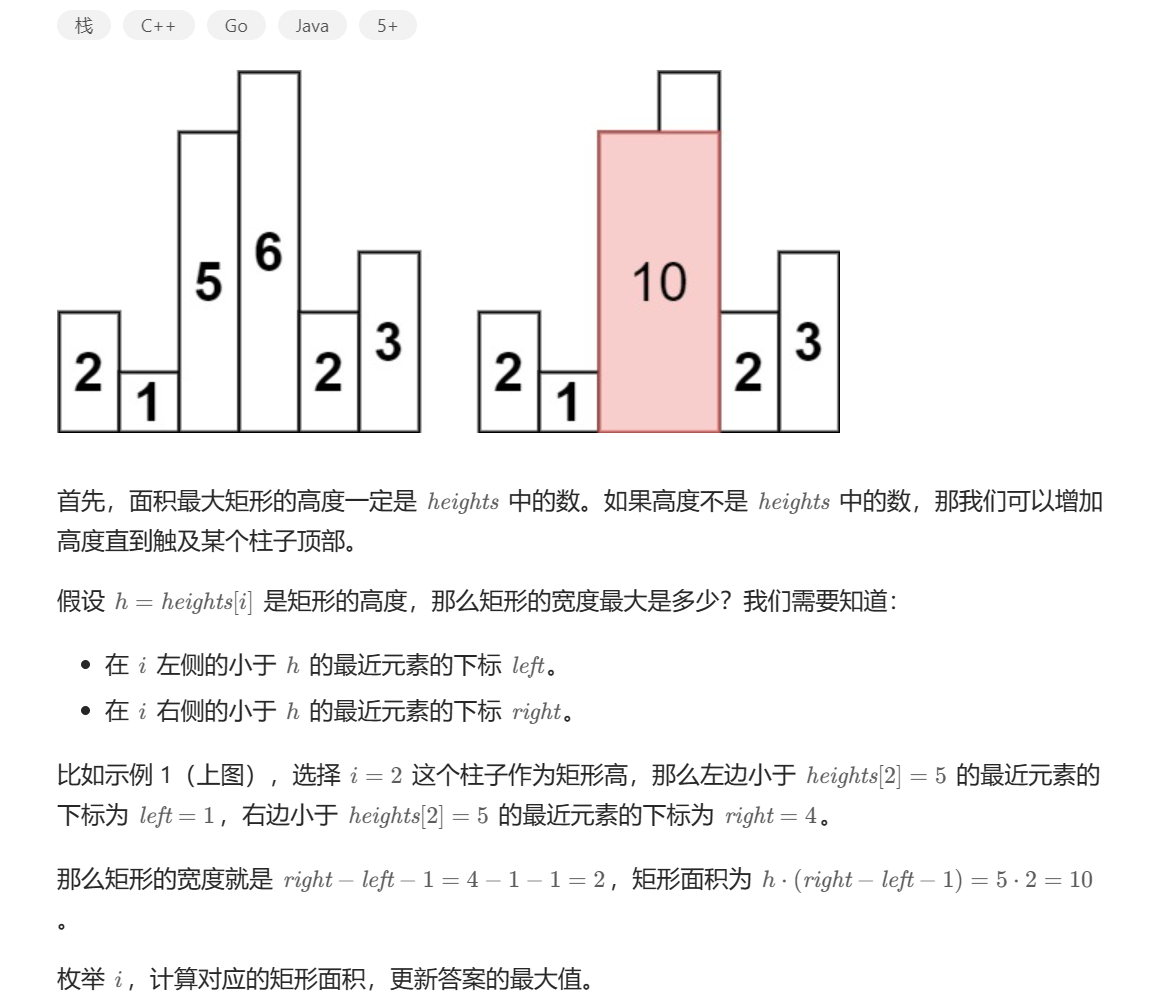 栈 C++ Go Java 5+
2 1 5 6 2 3 2 1 10 2 3
首先，面积最大矩形的高度一定是 heights 中的数。如果高度不是 heights 中的数，那我们可以增加
高度直到触及某个柱子顶部。
假设 h = heights[i] 是矩形的高度，那么矩形的宽度最大是多少？我们需要知道：
• 在 i 左侧的小于 h 的最近元素的下标 left。
• 在 i 右侧的小于 h 的最近元素的下标 right。
比如示例 1（上图），选择 i = 2 这个柱子作为矩形高，那么左边小于 heights[2] = 5 的最近元素的
下标为 left = 1，右边小于 heights[2] = 5 的最近元素的下标为 right = 4。
那么矩形的宽度就是 right − left − 1 = 4 − 1 − 1 = 2，矩形面积为 h · (right − left − 1) = 5 · 2 = 10
。
枚举 i，计算对应的矩形面积，更新答案的最大值。